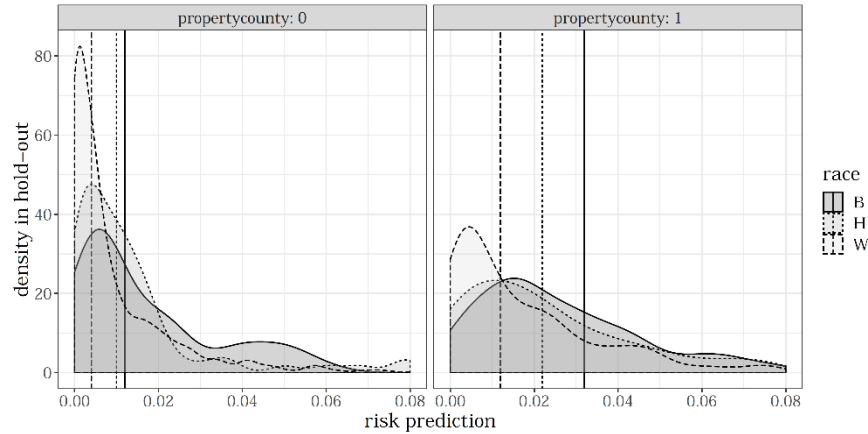 propertycounty: 0
propertycounty: 1
80
60
40
20
0
density in hold-out
0.00
0.02
0.04
0.06
0.08
0.00
0.02
0.04
0.06
0.08
risk prediction
race
B
H
W